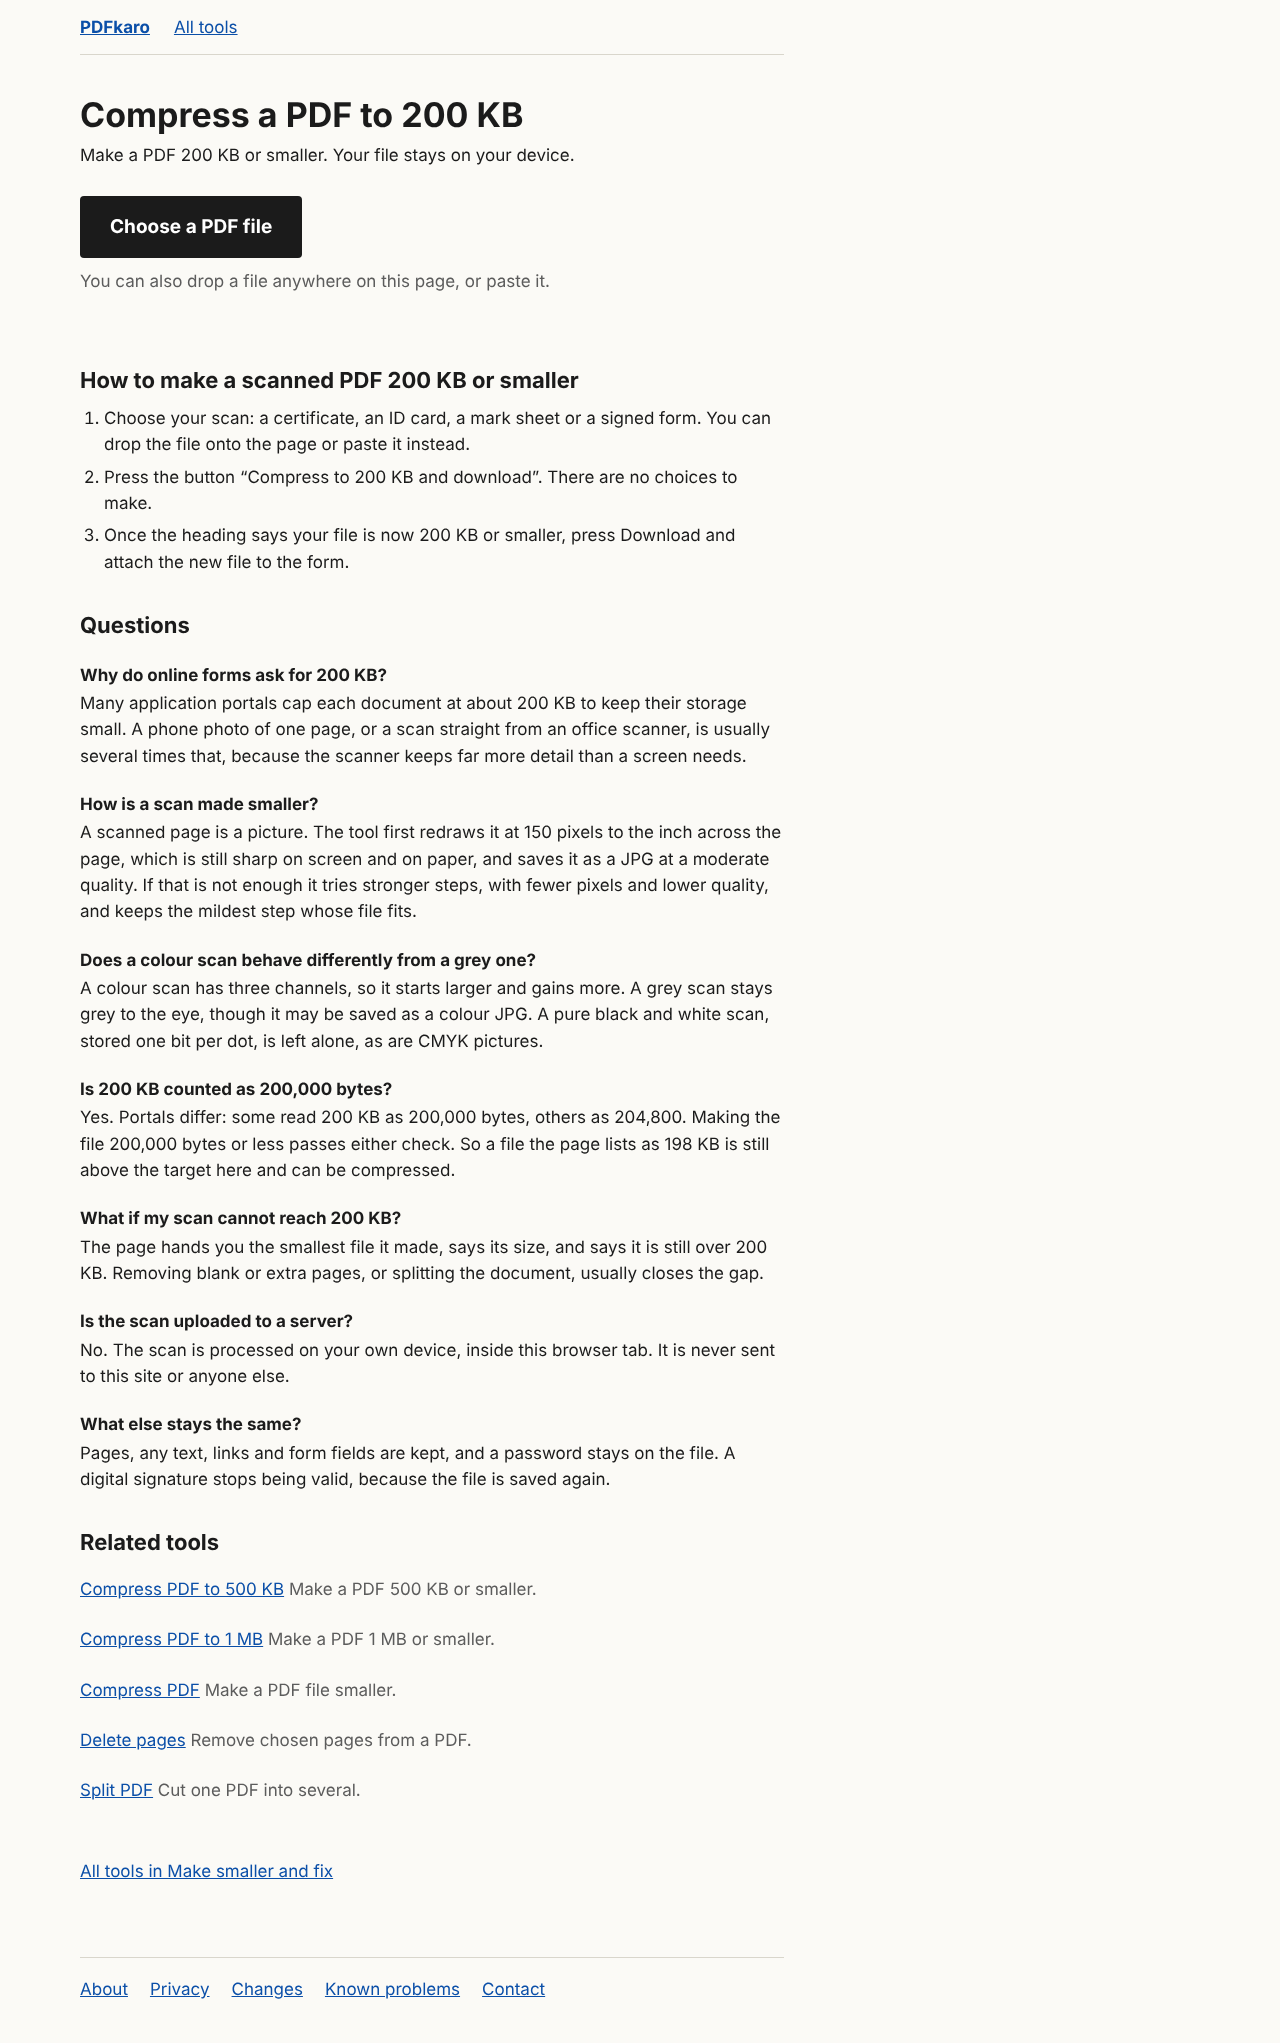 PDFkaro All tools
Compress a PDF to 200 KB
Make a PDF 200 KB or smaller. Your file stays on your device.
Choose a PDF file
You can also drop a file anywhere on this page, or paste it.
How to make a scanned PDF 200 KB or smaller
1. Choose your scan: a certificate, an ID card, a mark sheet or a signed form. You can
drop the file onto the page or paste it instead.
2. Press the button “Compress to 200 KB and download”. There are no choices to
make.
3. Once the heading says your file is now 200 KB or smaller, press Download and
attach the new file to the form.
Questions
Why do online forms ask for 200 KB?
Many application portals cap each document at about 200 KB to keep their storage
small. A phone photo of one page, or a scan straight from an office scanner, is usually
several times that, because the scanner keeps far more detail than a screen needs.
How is a scan made smaller?
A scanned page is a picture. The tool first redraws it at 150 pixels to the inch across the
page, which is still sharp on screen and on paper, and saves it as a JPG at a moderate
quality. If that is not enough it tries stronger steps, with fewer pixels and lower quality,
and keeps the mildest step whose file fits.
Does a colour scan behave differently from a grey one?
A colour scan has three channels, so it starts larger and gains more. A grey scan stays
grey to the eye, though it may be saved as a colour JPG. A pure black and white scan,
stored one bit per dot, is left alone, as are CMYK pictures.
Is 200 KB counted as 200,000 bytes?
Yes. Portals differ: some read 200 KB as 200,000 bytes, others as 204,800. Making the
file 200,000 bytes or less passes either check. So a file the page lists as 198 KB is still
above the target here and can be compressed.
What if my scan cannot reach 200 KB?
The page hands you the smallest file it made, says its size, and says it is still over 200
KB. Removing blank or extra pages, or splitting the document, usually closes the gap.
Is the scan uploaded to a server?
No. The scan is processed on your own device, inside this browser tab. It is never sent
to this site or anyone else.
What else stays the same?
Pages, any text, links and form fields are kept, and a password stays on the file. A
digital signature stops being valid, because the file is saved again.
Related tools
Compress PDF to 500 KB Make a PDF 500 KB or smaller.
Compress PDF to 1 MB Make a PDF 1 MB or smaller.
Compress PDF Make a PDF file smaller.
Delete pages Remove chosen pages from a PDF.
Split PDF Cut one PDF into several.
All tools in Make smaller and fix
About Privacy Changes Known problems Contact